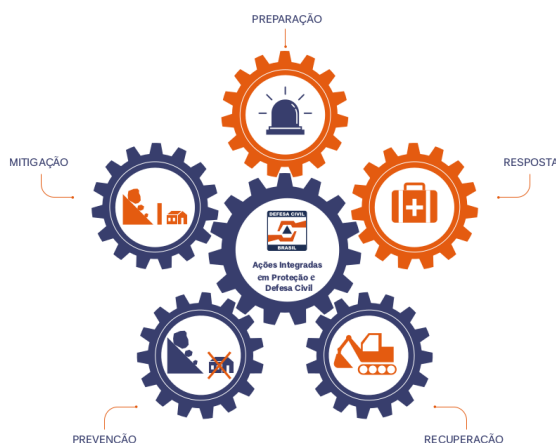 PREPARAÇÃO
MITIGAÇÃO
RESPOSTA
DEFESA CIVIL
BRASIL
Ações Integradas
em Proteção e
Defesa Civil
PREVENÇÃO
RECUPERAÇÃO